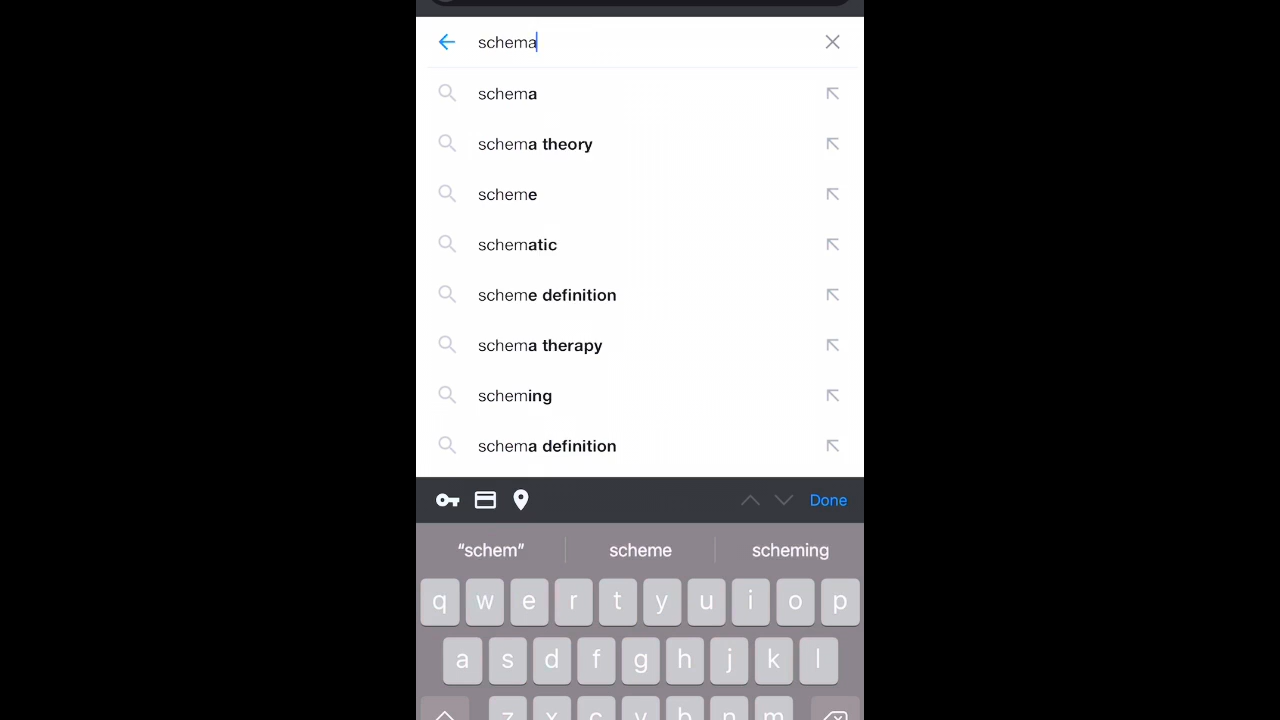 schema
schema
schema theory
scheme
schematic
scheme definition
schema therapy
scheming
schema definition
Done
“schem” scheme scheming
q w e r t y u i o p
a s d f g h j k l
z x c v b n m